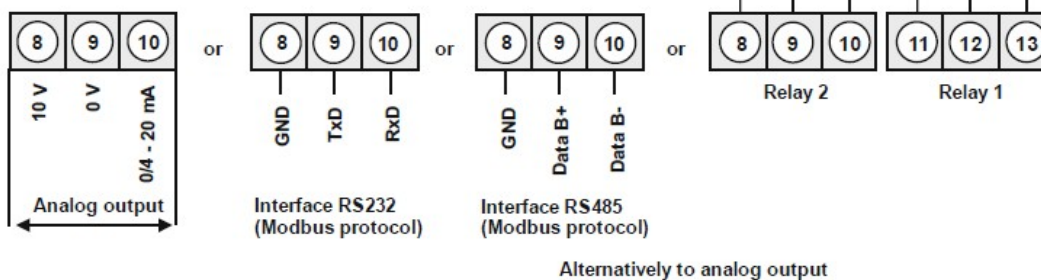 8 9 10 or 8 9 10 or 8 9 10 or 8 9 10 11 12 13
Relay 2 Relay 1
10 V 0 V 0/4 - 20 mA
GND TxD RxD
GND Data B+ Data B-
Analog output
Interface RS232
(Modbus protocol)
Interface RS485
(Modbus protocol)
Alternatively to analog output